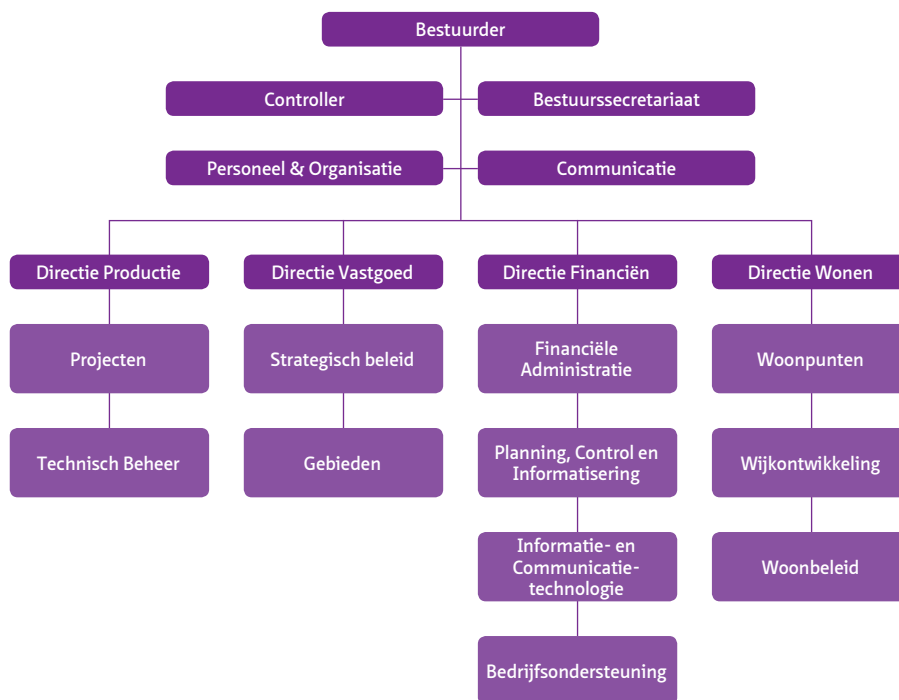 Bestuurder
Controller
Bestuurssecretariaat
Personeel & Organisatie
Communicatie
Directie Productie
Directie Vastgoed
Directie Financiën
Directie Wonen
Projecten
Strategisch beleid
Financiële
Administratie
Woonpunten
Technisch Beheer
Gebieden
Planning, Control en
Informatisering
Wijkontwikkeling
Informatie- en
Communicatie-
technologie
Woonbeleid
Bedrijfsondersteuning